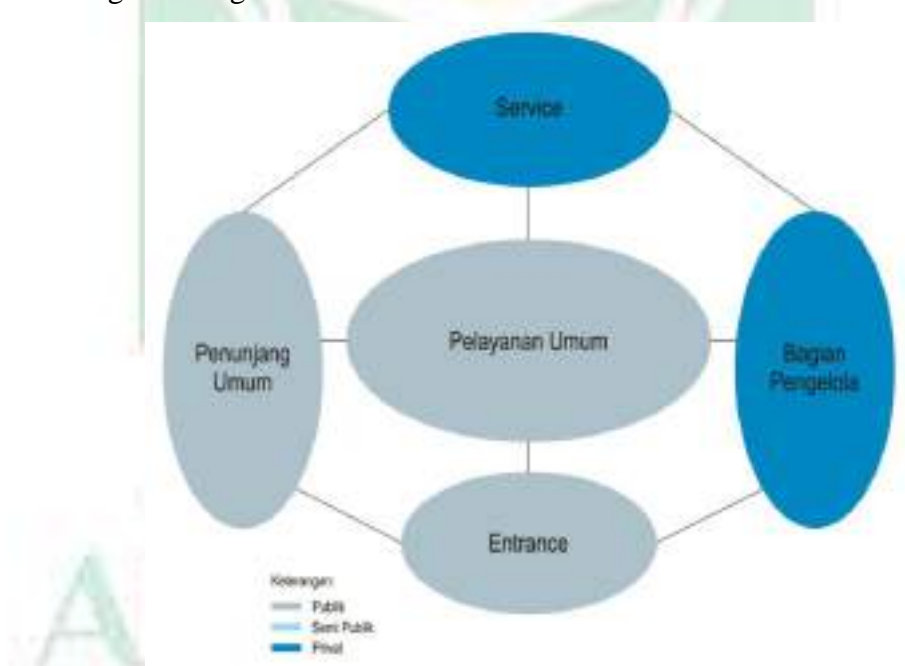 Service
Pelayanan Umum
Penunjang
Umum
Bagian
Pengelola
Entrance
Keterangan:
Publik
Semi Publik
Privat